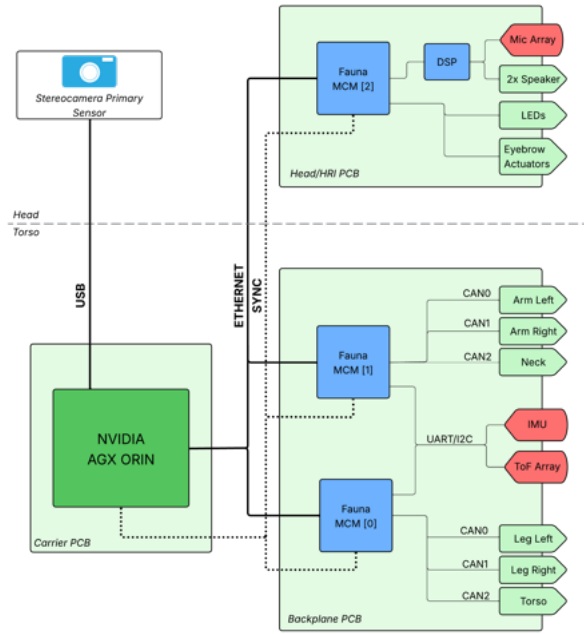 Stereocamera Primary
Sensor
Fauna
MCM [2]
DSP
Mic Array
2x Speaker
LEDs
Eyebrow
Actuators
Head/HRI PCB
Head
Torso
USB
ETHERNET
SYNC
NVIDIA
AGX ORIN
Carrier PCB
Fauna
MCM [1]
CAN0
Arm Left
CAN1
Arm Right
CAN2
Neck
UART/I2C
IMU
ToF Array
Fauna
MCM [0]
CAN0
Leg Left
CAN1
Leg Right
CAN2
Torso
Backplane PCB